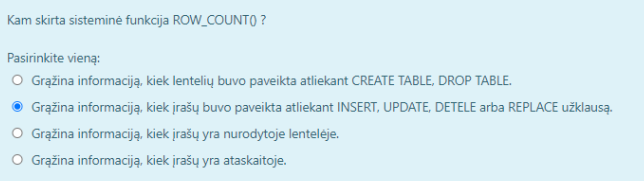 Kam skirta sisteminė funkcija ROW_COUNT() ?
Pasirinkite vieną:
Grąžina informaciją, kiek lentelių buvo paveikta atliekant CREATE TABLE, DROP TABLE.
Grąžina informaciją, kiek įrašų buvo paveikta atliekant INSERT, UPDATE, DETELE arba REPLACE užklausą.
Grąžina informaciją, kiek įrašų yra nurodytoje lentelėje.
Grąžina informaciją, kiek įrašų yra ataskaitoje.